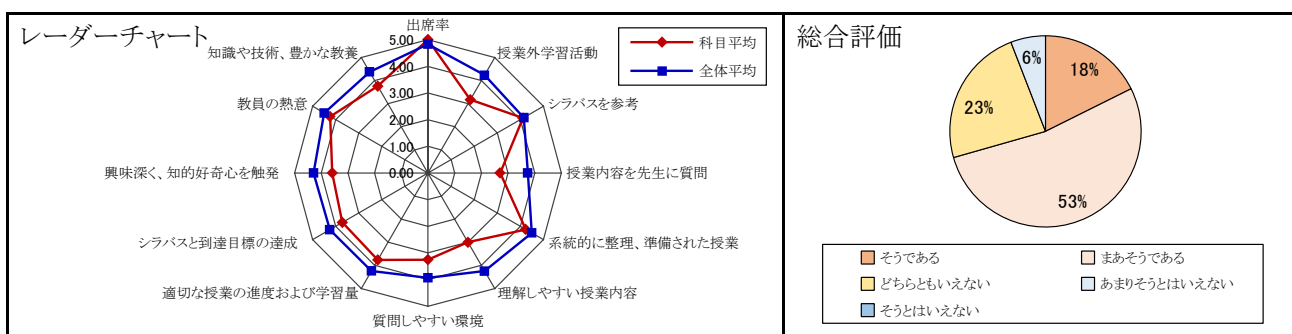 レーダーチャート
出席率
授業外学習活動
シラバスを参考
授業内容を先生に質問
系統的に整理、準備された授業
理解しやすい授業内容
質問しやすい環境
適切な授業の進度および学習量
シラバスと到達目標の達成
興味深く、知的好奇心を触発
教員の熱意
知識や技術、豊かな教養
5.00
4.00
3.00
2.00
1.00
0.00
科目平均
全体平均
総合評価
18%
53%
23%
6%
そうである
まあそうである
どちらともいえない
あまりそうとはいえない
そうとはいえない